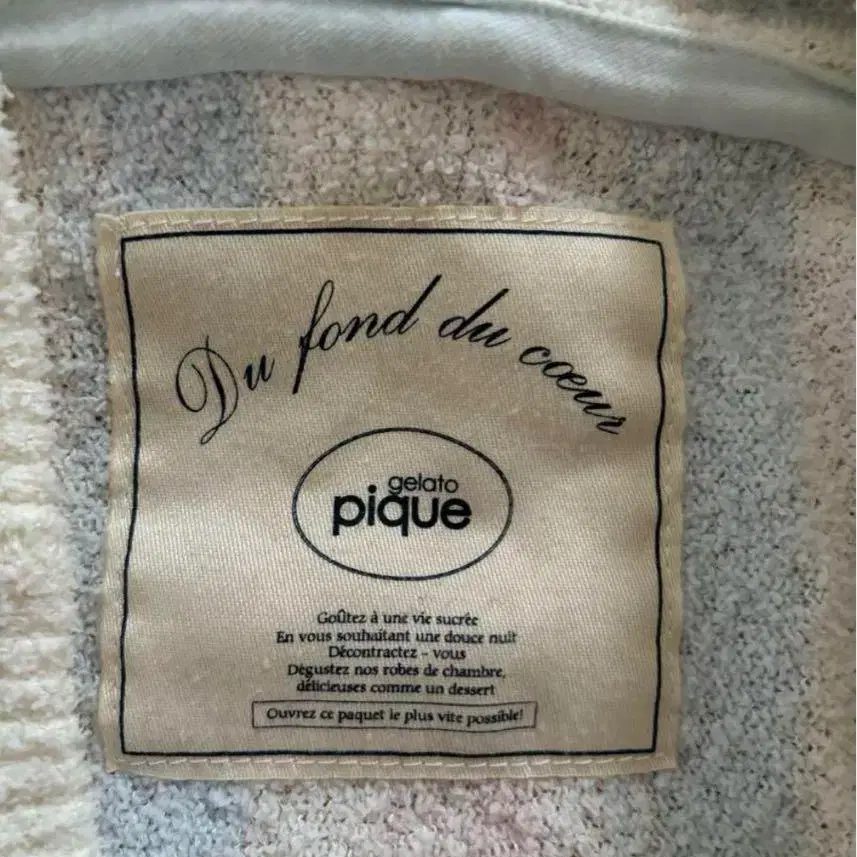 Du fond du cœur
gelato
pique
Goûtez à une vie sucrée
En vous souhaitant une douce nuit
Décontractez - vous
Dégustez nos robes de chambre,
délicieuses comme un dessert
Ouvrez ce paquet le plus vite possible!